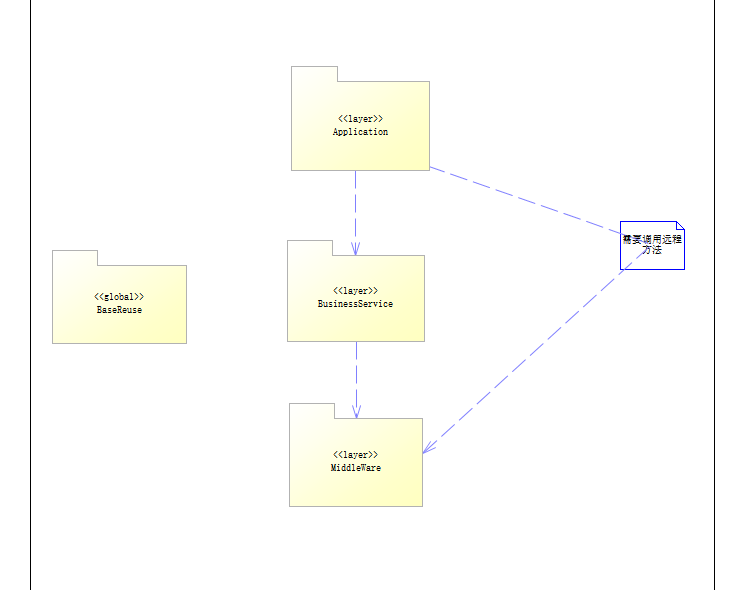 <<layer>>
Application
需要调用远程
方法
<<global>>
BaseReuse
<<layer>>
BusinessService
<<layer>>
MiddleWare